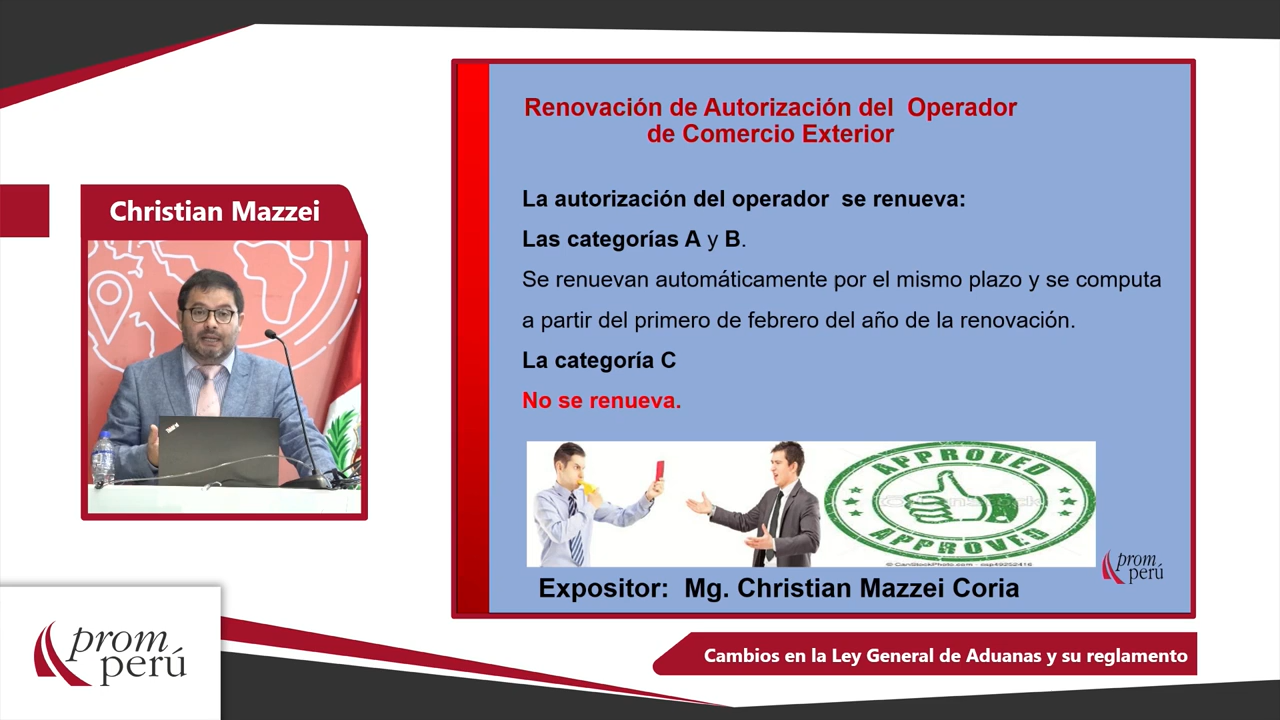 Christian Mazzei
Renovación de Autorización del Operador
de Comercio Exterior
La autorización del operador se renueva:
Las categorías A y B.
Se renuevan automáticamente por el mismo plazo y se computa
a partir del primero de febrero del año de la renovación.
La categoría C
No se renueva.
APPROVED
APPROVED
© CanStockPhoto.com
prom
perú
Expositor: Mg. Christian Mazzei Coria
prom
perú
Cambios en la Ley General de Aduanas y su reglamento